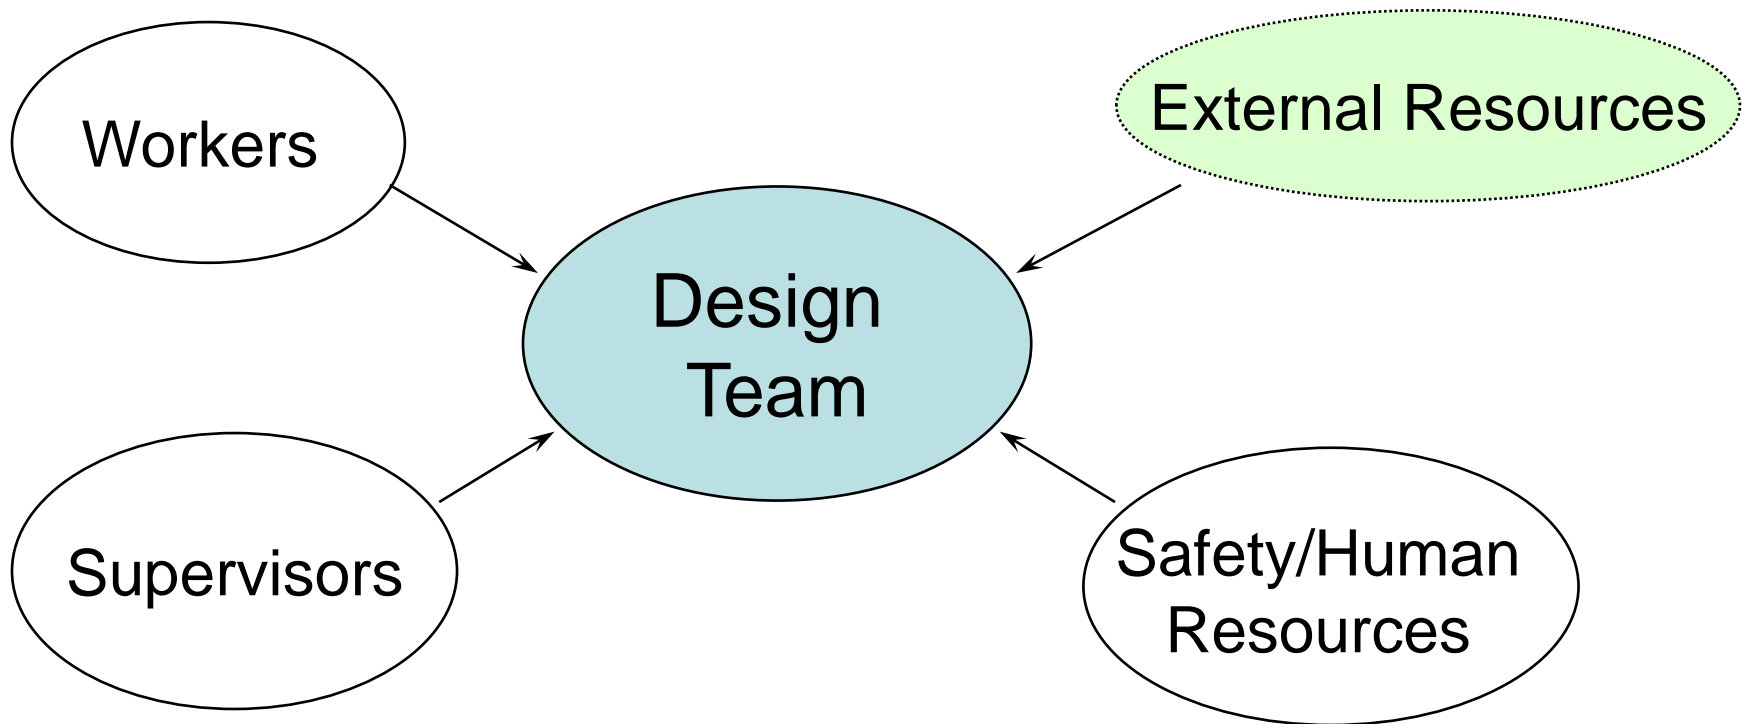 Workers
External Resources
Design
Team
Supervisors
Safety/Human
Resources